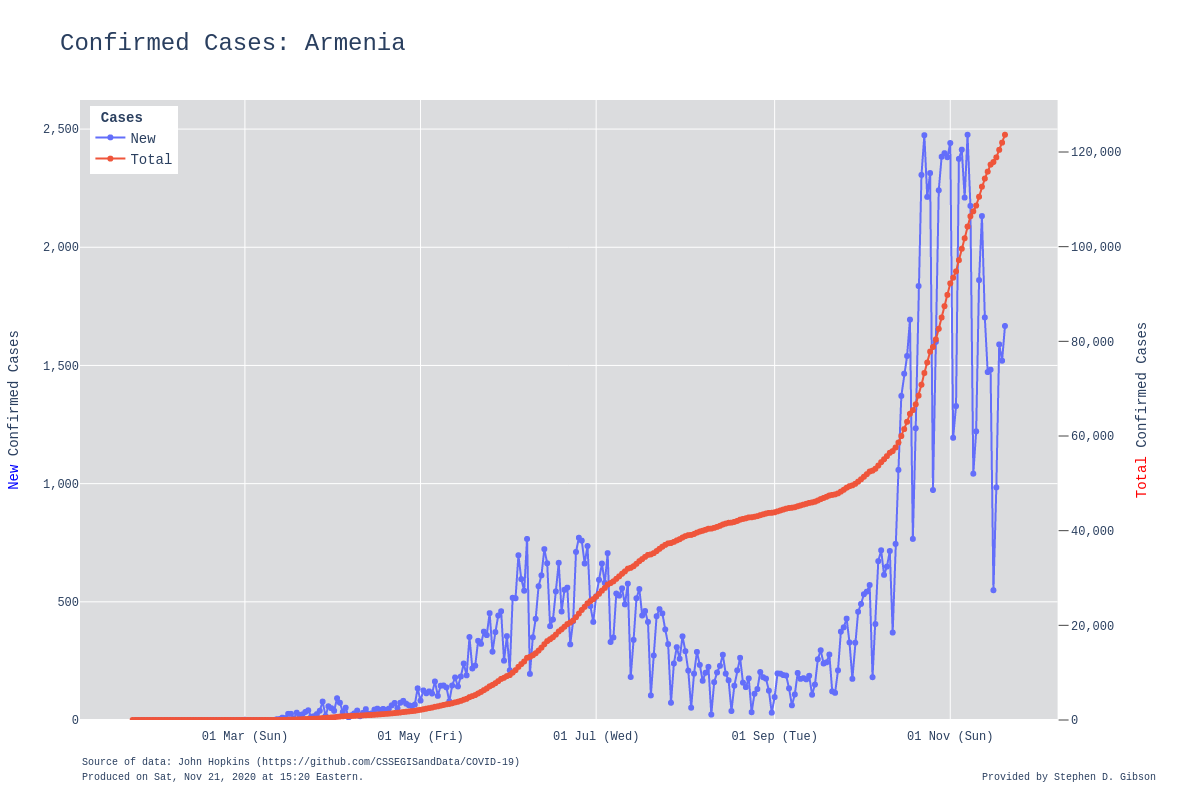 Confirmed Cases: Armenia
Cases
New
Total
2,500
2,000
1,500
1,000
500
0
New Confirmed Cases
120,000
100,000
80,000
60,000
40,000
20,000
0
Total Confirmed Cases
01 Mar (Sun) 01 May (Fri) 01 Jul (Wed) 01 Sep (Tue) 01 Nov (Sun)
Source of data: John Hopkins (https://github.com/CSSEGISandData/COVID-19)
Produced on Sat, Nov 21, 2020 at 15:20 Eastern.
Provided by Stephen D. Gibson